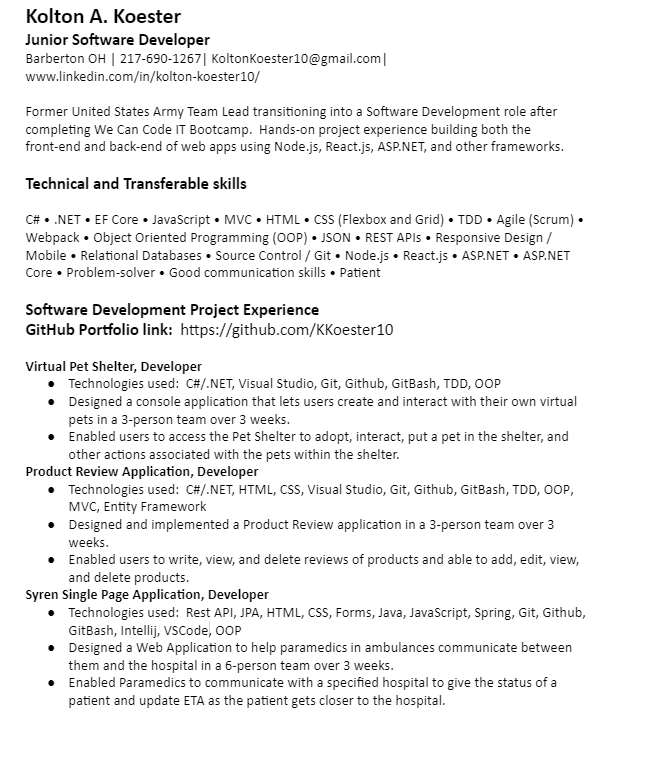 Kolton A. Koester
Junior Software Developer
Barberton OH | 217-690-1267| KoltonKoester10@gmail.com|
www.linkedin.com/in/kolton-koester10/
Former United States Army Team Lead transitioning into a Software Development role after
completing We Can Code IT Bootcamp.  Hands-on project experience building both the
front-end and back-end of web apps using Node.js, React.js, ASP.NET, and other frameworks.
Technical and Transferable skills
C# • .NET • EF Core • JavaScript • MVC • HTML • CSS (Flexbox and Grid) • TDD • Agile (Scrum) •
Webpack • Object Oriented Programming (OOP) • JSON • REST APIs • Responsive Design /
Mobile • Relational Databases • Source Control / Git • Node.js • React.js • ASP.NET • ASP.NET
Core • Problem-solver • Good communication skills • Patient
Software Development Project Experience
GitHub Portfolio link:  https://github.com/KKoester10
Virtual Pet Shelter, Developer
● Technologies used:  C#/.NET, Visual Studio, Git, Github, GitBash, TDD, OOP
● Designed a console application that lets users create and interact with their own virtual
pets in a 3-person team over 3 weeks.
● Enabled users to access the Pet Shelter to adopt, interact, put a pet in the shelter, and
other actions associated with the pets within the shelter.
Product Review Application, Developer
● Technologies used:  C#/.NET, HTML, CSS, Visual Studio, Git, Github, GitBash, TDD, OOP,
MVC, Entity Framework
● Designed and implemented a Product Review application in a 3-person team over 3
weeks.
● Enabled users to write, view, and delete reviews of products and able to add, edit, view,
and delete products.
Syren Single Page Application, Developer
● Technologies used:  Rest API, JPA, HTML, CSS, Forms, Java, JavaScript, Spring, Git, Github,
GitBash, Intellij, VSCode, OOP
● Designed a Web Application to help paramedics in ambulances communicate between
them and the hospital in a 6-person team over 3 weeks.
● Enabled Paramedics to communicate with a specified hospital to give the status of a
patient and update ETA as the patient gets closer to the hospital.